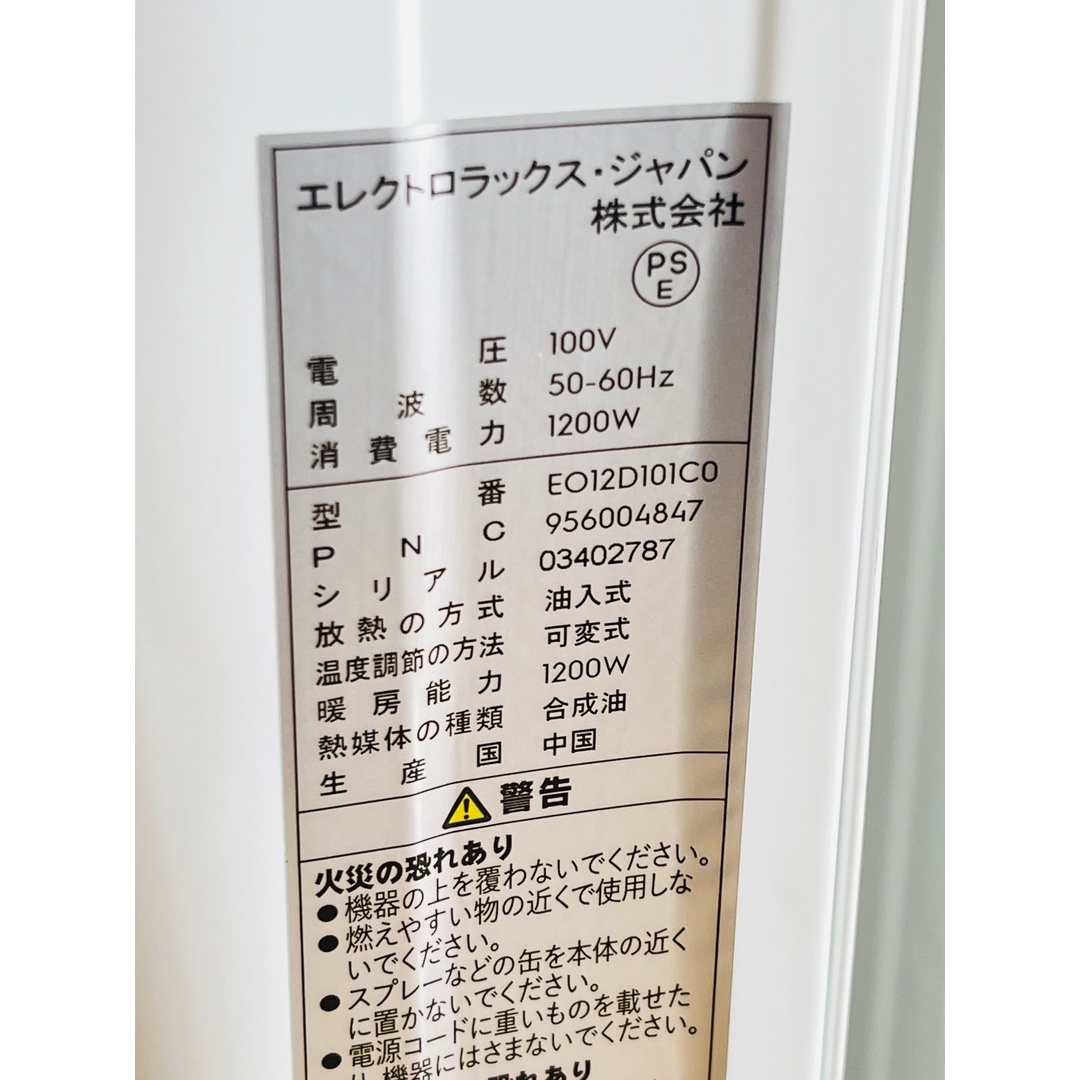 エレクトロラックス・ジャパン
株式会社
PS
E
電圧 100V
周波数 50-60Hz
消費電力 1200W
型番 EO12D101C0
PNC 956004847
シリアル 03402787
放熱の方式 油入式
温度調節の方法 可変式
暖房能力 1200W
熱媒体の種類 合成油
生産国 中国
警告
火災の恐れあり
●機器の上を覆わないでください。
●燃えやすい物の近くで使用しな
いでください。
●スプレーなどの缶を本体の近く
に置かないでください。
●電源コードに重いものを載せた
り、機器にはさまないでください。
恐れあり